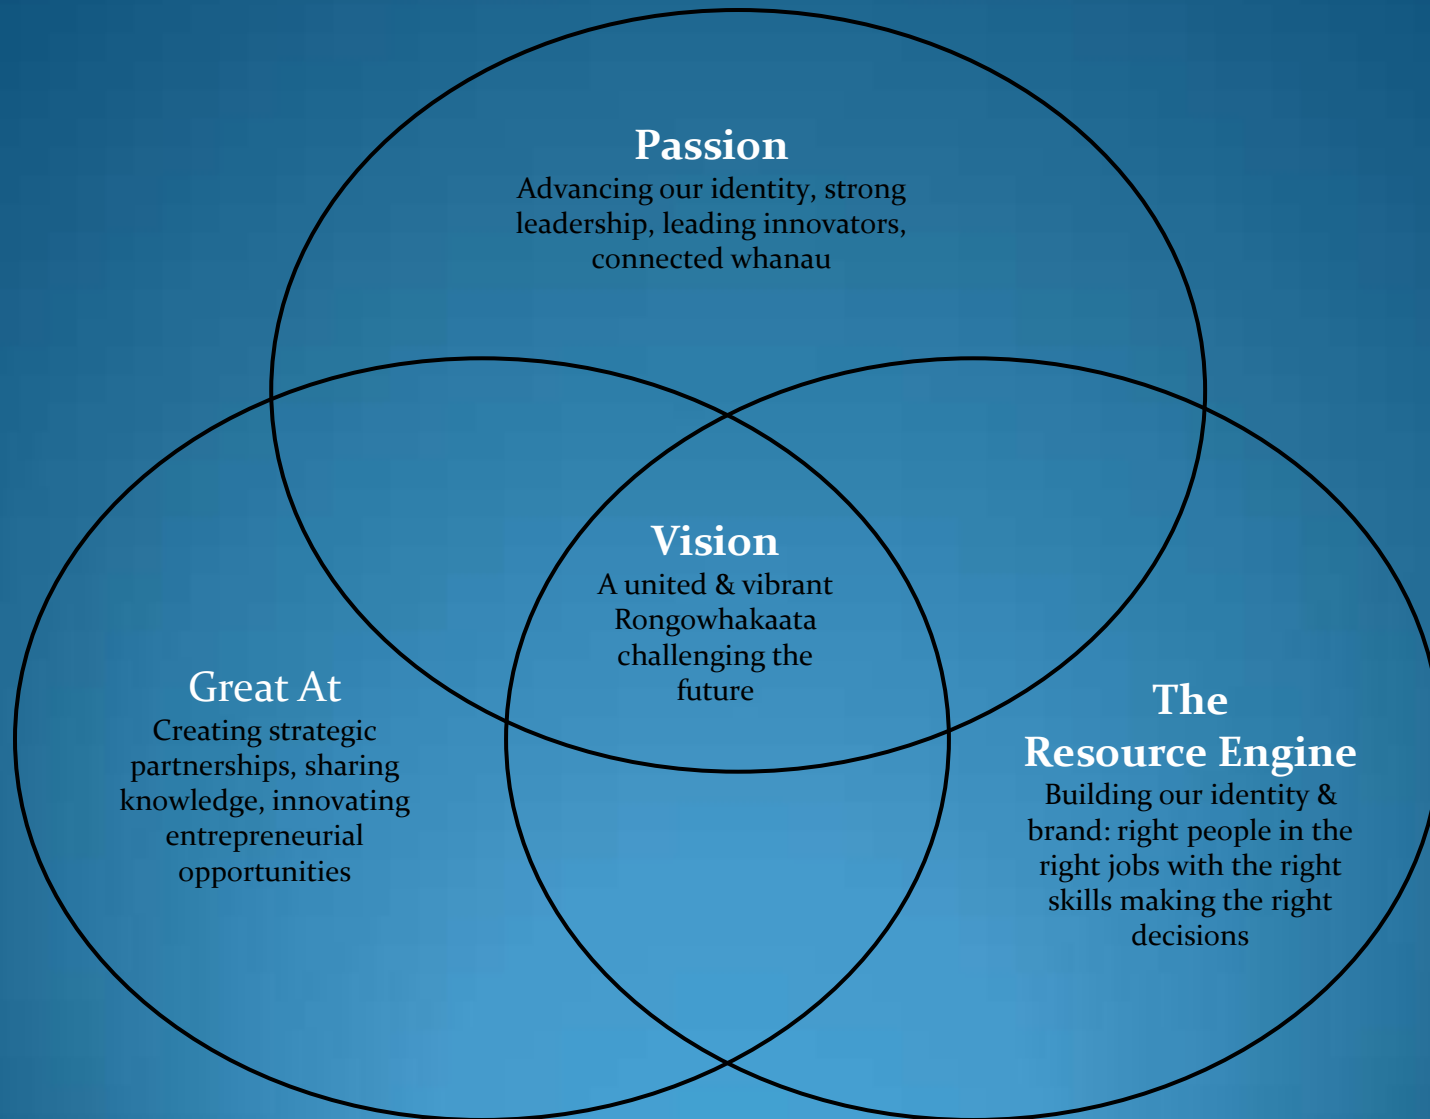 Passion
Advancing our identity, strong
leadership, leading innovators,
connected whanau
Vision
A united & vibrant
Rongowhakaata
challenging the
future
Great At
Creating strategic
partnerships, sharing
knowledge, innovating
entrepreneurial
opportunities
The
Resource Engine
Building our identity &
brand: right people in the
right jobs with the right
skills making the right
decisions